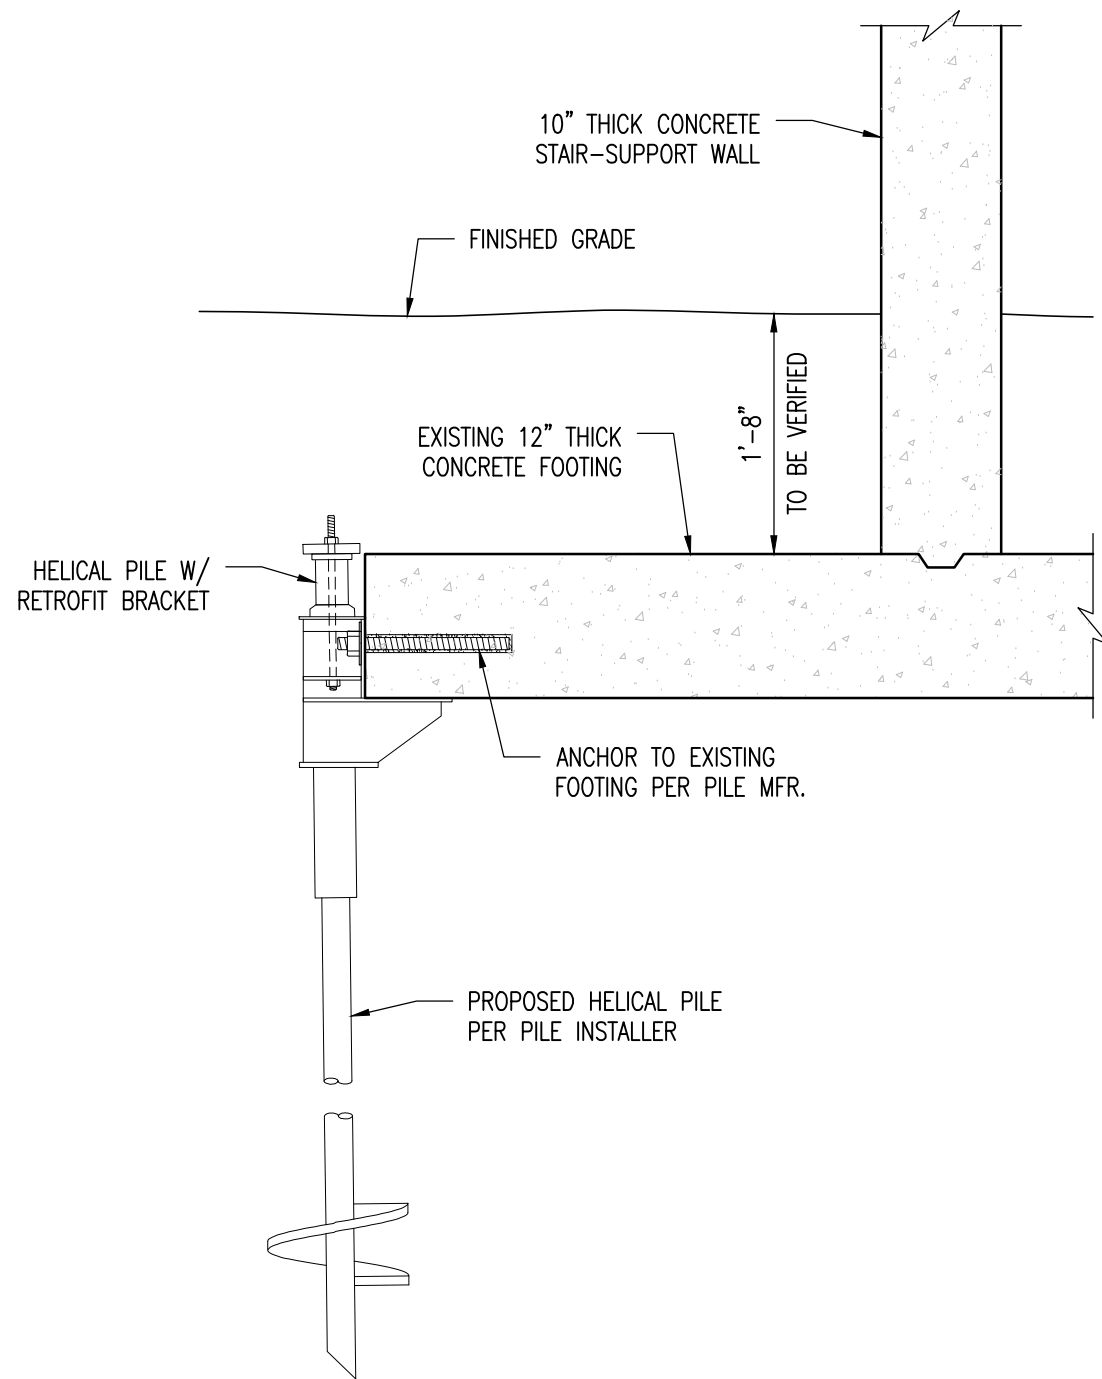 10" THICK CONCRETE
STAIR-SUPPORT WALL
FINISHED GRADE
1'-8"
TO BE VERIFIED
EXISTING 12" THICK
CONCRETE FOOTING
HELICAL PILE W/
RETROFIT BRACKET
ANCHOR TO EXISTING
FOOTING PER PILE MFR.
PROPOSED HELICAL PILE
PER PILE INSTALLER